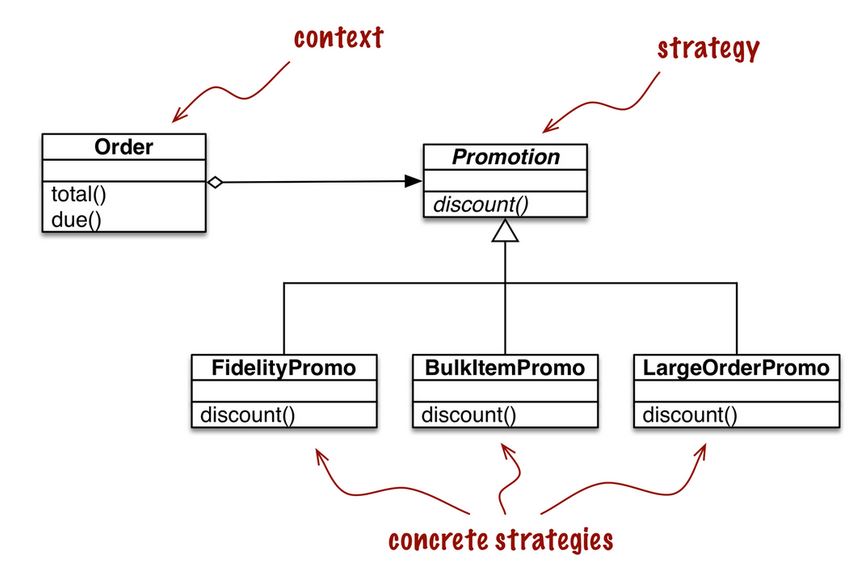 context
strategy
Order
total()
due()
Promotion
discount()
FidelityPromo
discount()
BulkItemPromo
discount()
LargeOrderPromo
discount()
concrete strategies